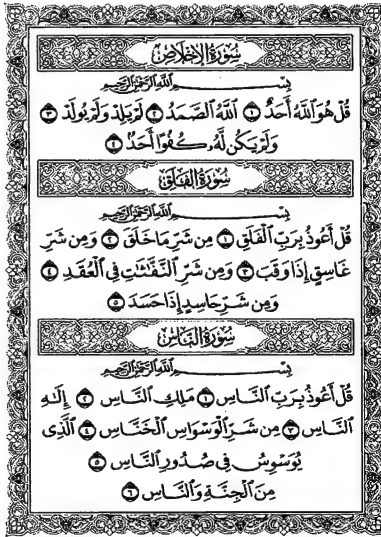 سُورَةُ الإِخْلَاصِ
بِسْمِ اللَّهِ الرَّحْمَٰنِ الرَّحِيمِ
قُلْ هُوَ اللَّهُ أَحَدٌ ١ اللَّهُ الصَّمَدُ ٢ لَمْ يَلِدْ وَلَمْ يُولَدْ ٣
وَلَمْ يَكُن لَّهُ كُفُوًا أَحَدٌ ٤
سُورَةُ الْفَلَقِ
بِسْمِ اللَّهِ الرَّحْمَٰنِ الرَّحِيمِ
قُلْ أَعُوذُ بِرَبِّ الْفَلَقِ ١ مِن شَرِّ مَا خَلَقَ ٢ وَمِن شَرِّ
غَاسِقٍ إِذَا وَقَبَ ٣ وَمِن شَرِّ النَّفَّٰثَٰتِ فِي الْعُقَدِ ٤
وَمِن شَرِّ حَاسِدٍ إِذَا حَسَدَ ٥
سُورَةُ النَّاسِ
بِسْمِ اللَّهِ الرَّحْمَٰنِ الرَّحِيمِ
قُلْ أَعُوذُ بِرَبِّ النَّاسِ ١ مَلِكِ النَّاسِ ٢ إِلَٰهِ
النَّاسِ ٣ مِن شَرِّ الْوَسْوَاسِ الْخَنَّاسِ ٤ الَّذِي
يُوَسْوِسُ فِي صُدُورِ النَّاسِ ٥
مِنَ الْجِنَّةِ وَالنَّاسِ ٦